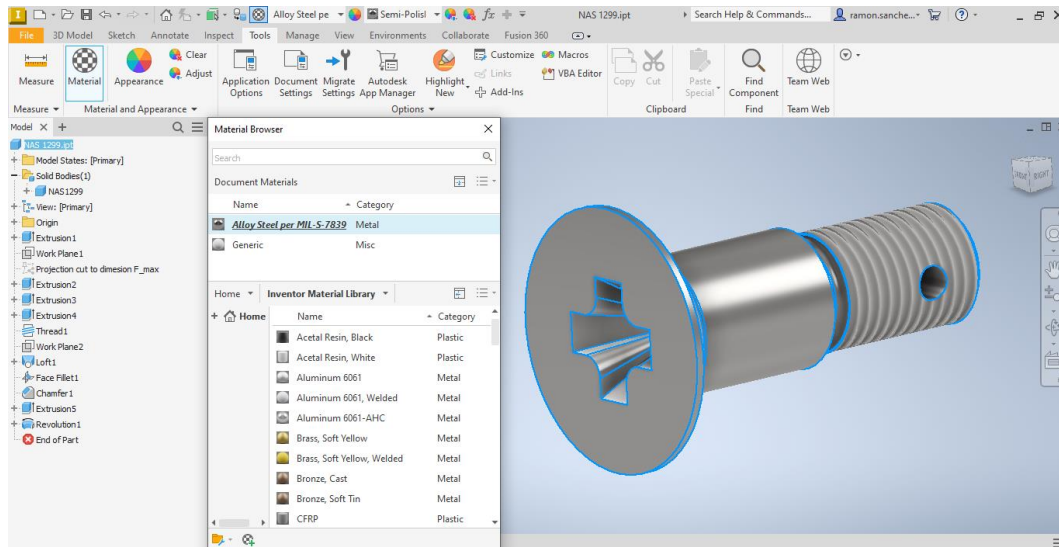 Alloy Steel pe
Semi-Polisl
fx
NAS 1299.ipt
Search Help & Commands...
ramon.sanche...
File 3D Model Sketch Annotate Inspect Tools Manage View Environments Collaborate Fusion 360
Measure
Material
Appearance
Clear
Adjust
Application Options
Document Settings
Migrate Settings
Autodesk App Manager
Highlight New
Customize
Links
Add-Ins
Macros
VBA Editor
Copy
Cut
Paste Special
Find Component
Team Web
Measure
Material and Appearance
Options
Clipboard
Find
Team Web
Model
NAS 1299.ipt
Model States: [Primary]
Solid Bodies(1)
NAS1299
View: [Primary]
Origin
Extrusion1
Work Plane1
Projection cut to dimesion F_max
Extrusion2
Extrusion3
Extrusion4
Thread1
Work Plane2
Loft1
Face Fillet1
Chamfer1
Extrusion5
Revolution1
End of Part
Material Browser
Search
Document Materials
Name Category
Alloy Steel per MIL-S-7839 Metal
Generic Misc
Home Inventor Material Library
Home
Name Category
Acetal Resin, Black Plastic
Acetal Resin, White Plastic
Aluminum 6061 Metal
Aluminum 6061, Welded Metal
Aluminum 6061-AHC Metal
Brass, Soft Yellow Metal
Brass, Soft Yellow, Welded Metal
Bronze, Cast Metal
Bronze, Soft Tin Metal
CFRP Plastic
RIGHT